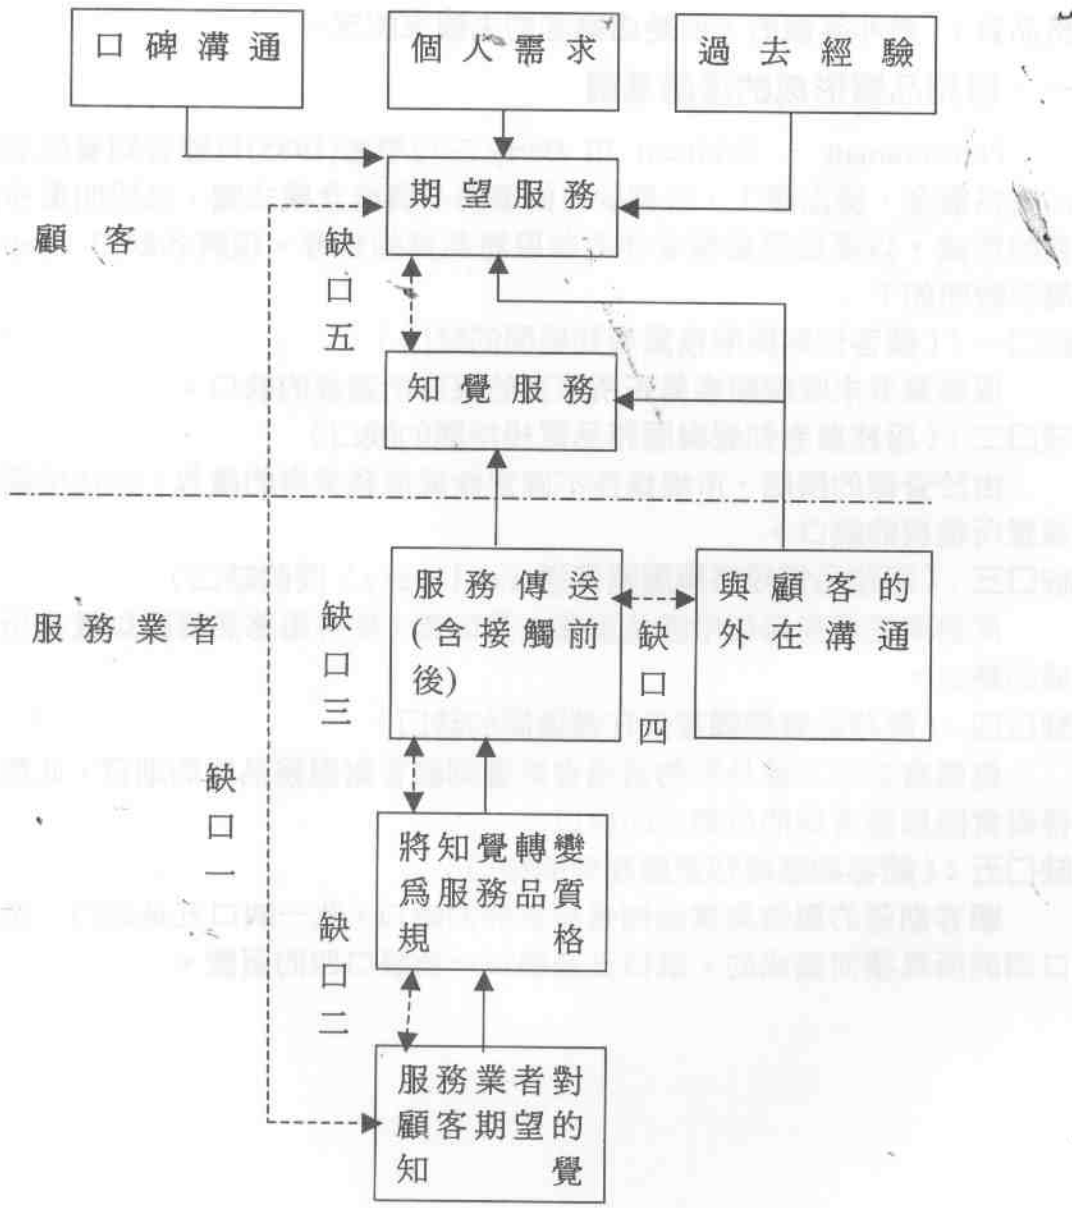 口碑溝通
個人需求
過去經驗
期望服務
顧客
缺口五
知覺服務
服務傳送
(含接觸前
後)
與顧客的
外在溝通
服務業者
缺口三
缺口四
缺口一
將知覺轉變
爲服務品質
規格
缺口二
服務業者對
顧客期望的
知覺